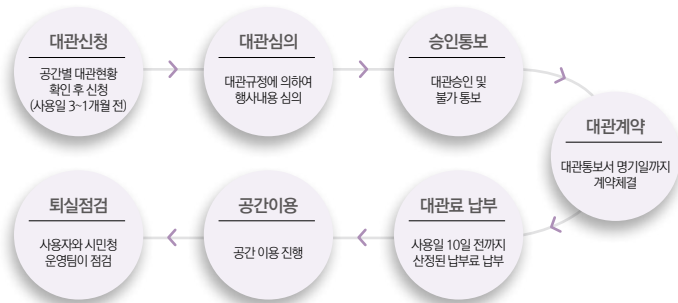 대관신청
공간별 대관현황
확인 후 신청
(사용일 3~1개월 전)
대관심의
대관규정에 의하여
행사내용 심의
승인통보
대관승인 및
불가 통보
대관계약
대관통보서 명기일까지
계약체결
대관료 납부
사용일 10일 전까지
산정된 납부료 납부
공간이용
공간 이용 진행
퇴실점검
사용자와 시민청
운영팀이 점검